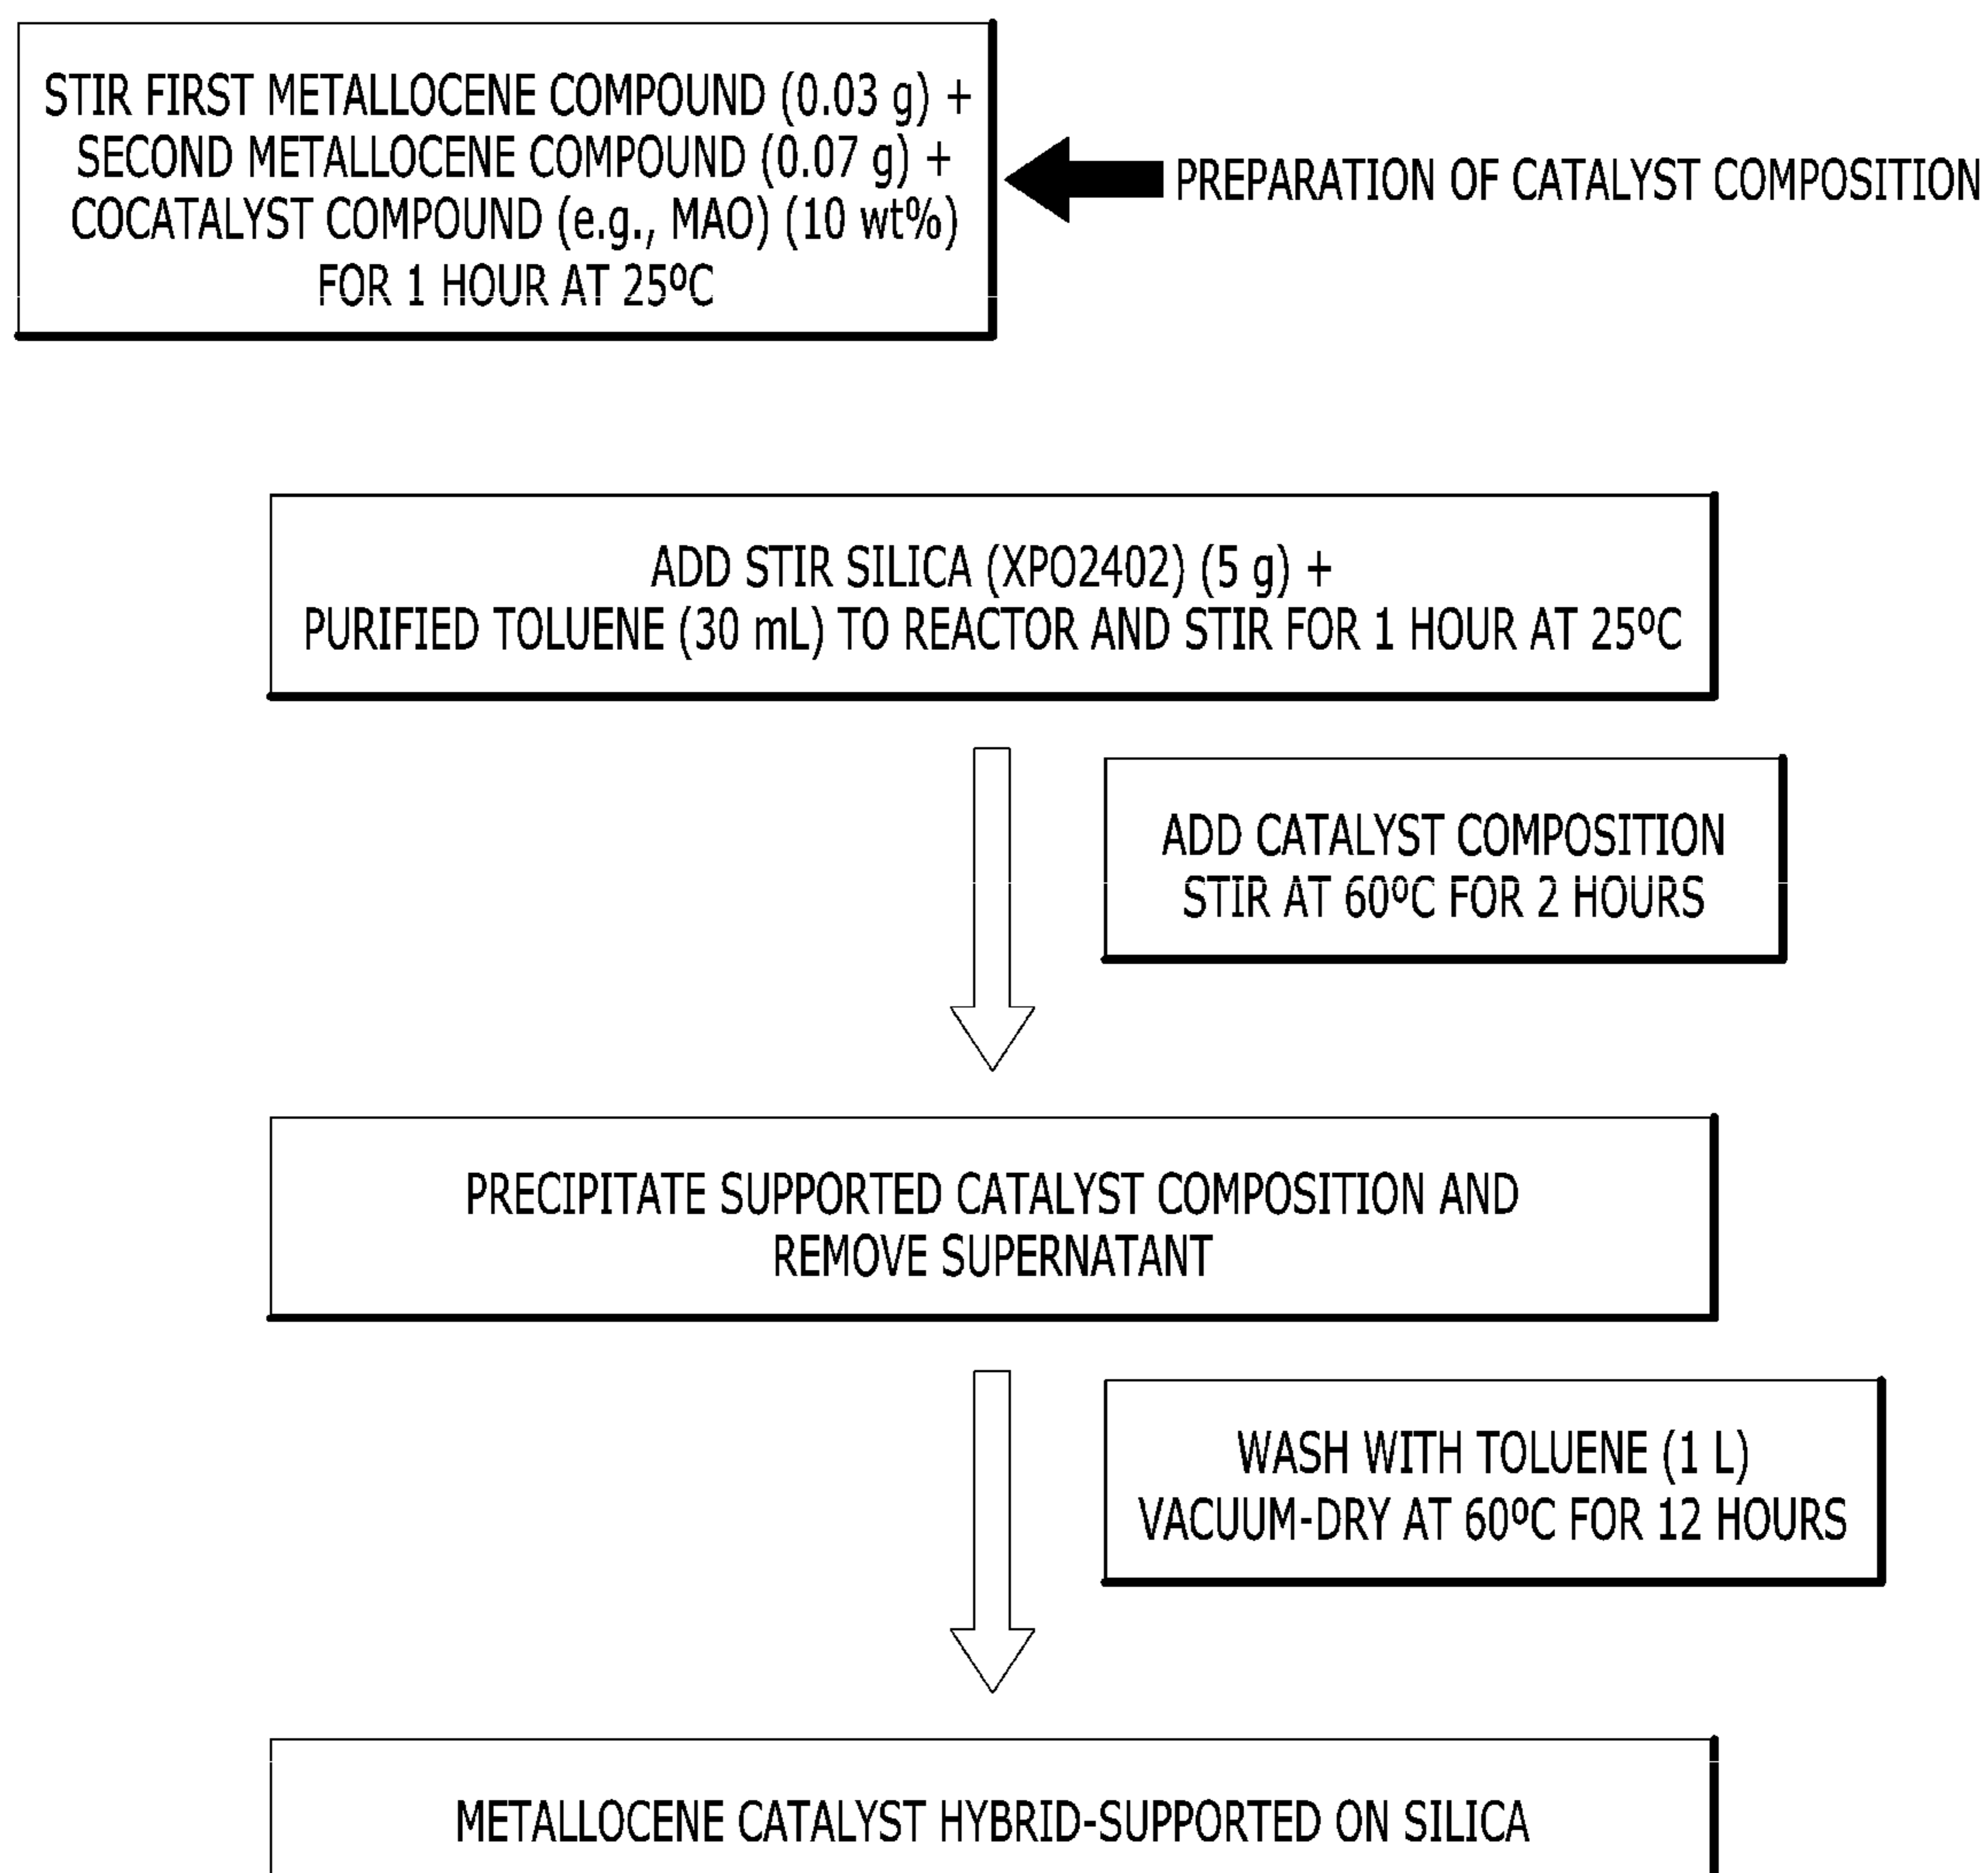 STIR FIRST METALLOCENE COMPOUND (0.03 g) +
SECOND METALLOCENE COMPOUND (0.07 g) +
COCATALYST COMPOUND (e.g., MAO) (10 wt%)
FOR 1 HOUR AT 25ºC
PREPARATION OF CATALYST COMPOSITION
ADD STIR SILICA (XPO2402) (5 g) +
PURIFIED TOLUENE (30 mL) TO REACTOR AND STIR FOR 1 HOUR AT 25ºC
ADD CATALYST COMPOSITION
STIR AT 60ºC FOR 2 HOURS
PRECIPITATE SUPPORTED CATALYST COMPOSITION AND
REMOVE SUPERNATANT
WASH WITH TOLUENE (1 L)
VACUUM-DRY AT 60ºC FOR 12 HOURS
METALLOCENE CATALYST HYBRID-SUPPORTED ON SILICA